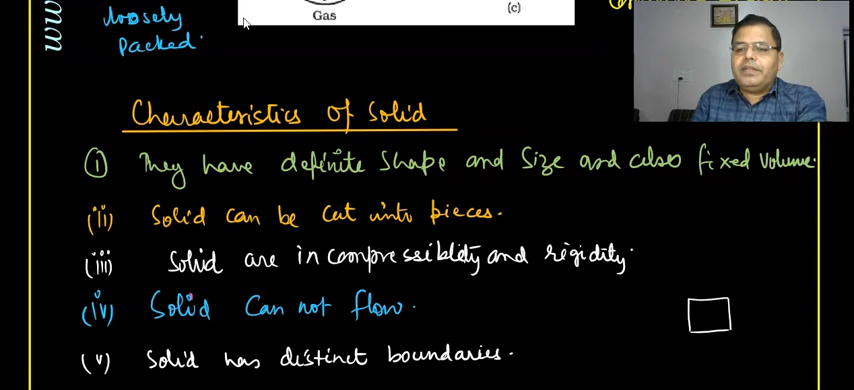 www
loosely
packed.
Gas
(c)
Characteristics of Solid
(i) They have definite shape and size and also fixed volume.
(ii) Solid can be cut into pieces.
(iii) Solid are incompressiblity and rigidity.
(iv) Solid can not flow.
(v) Solid has distinct boundaries.